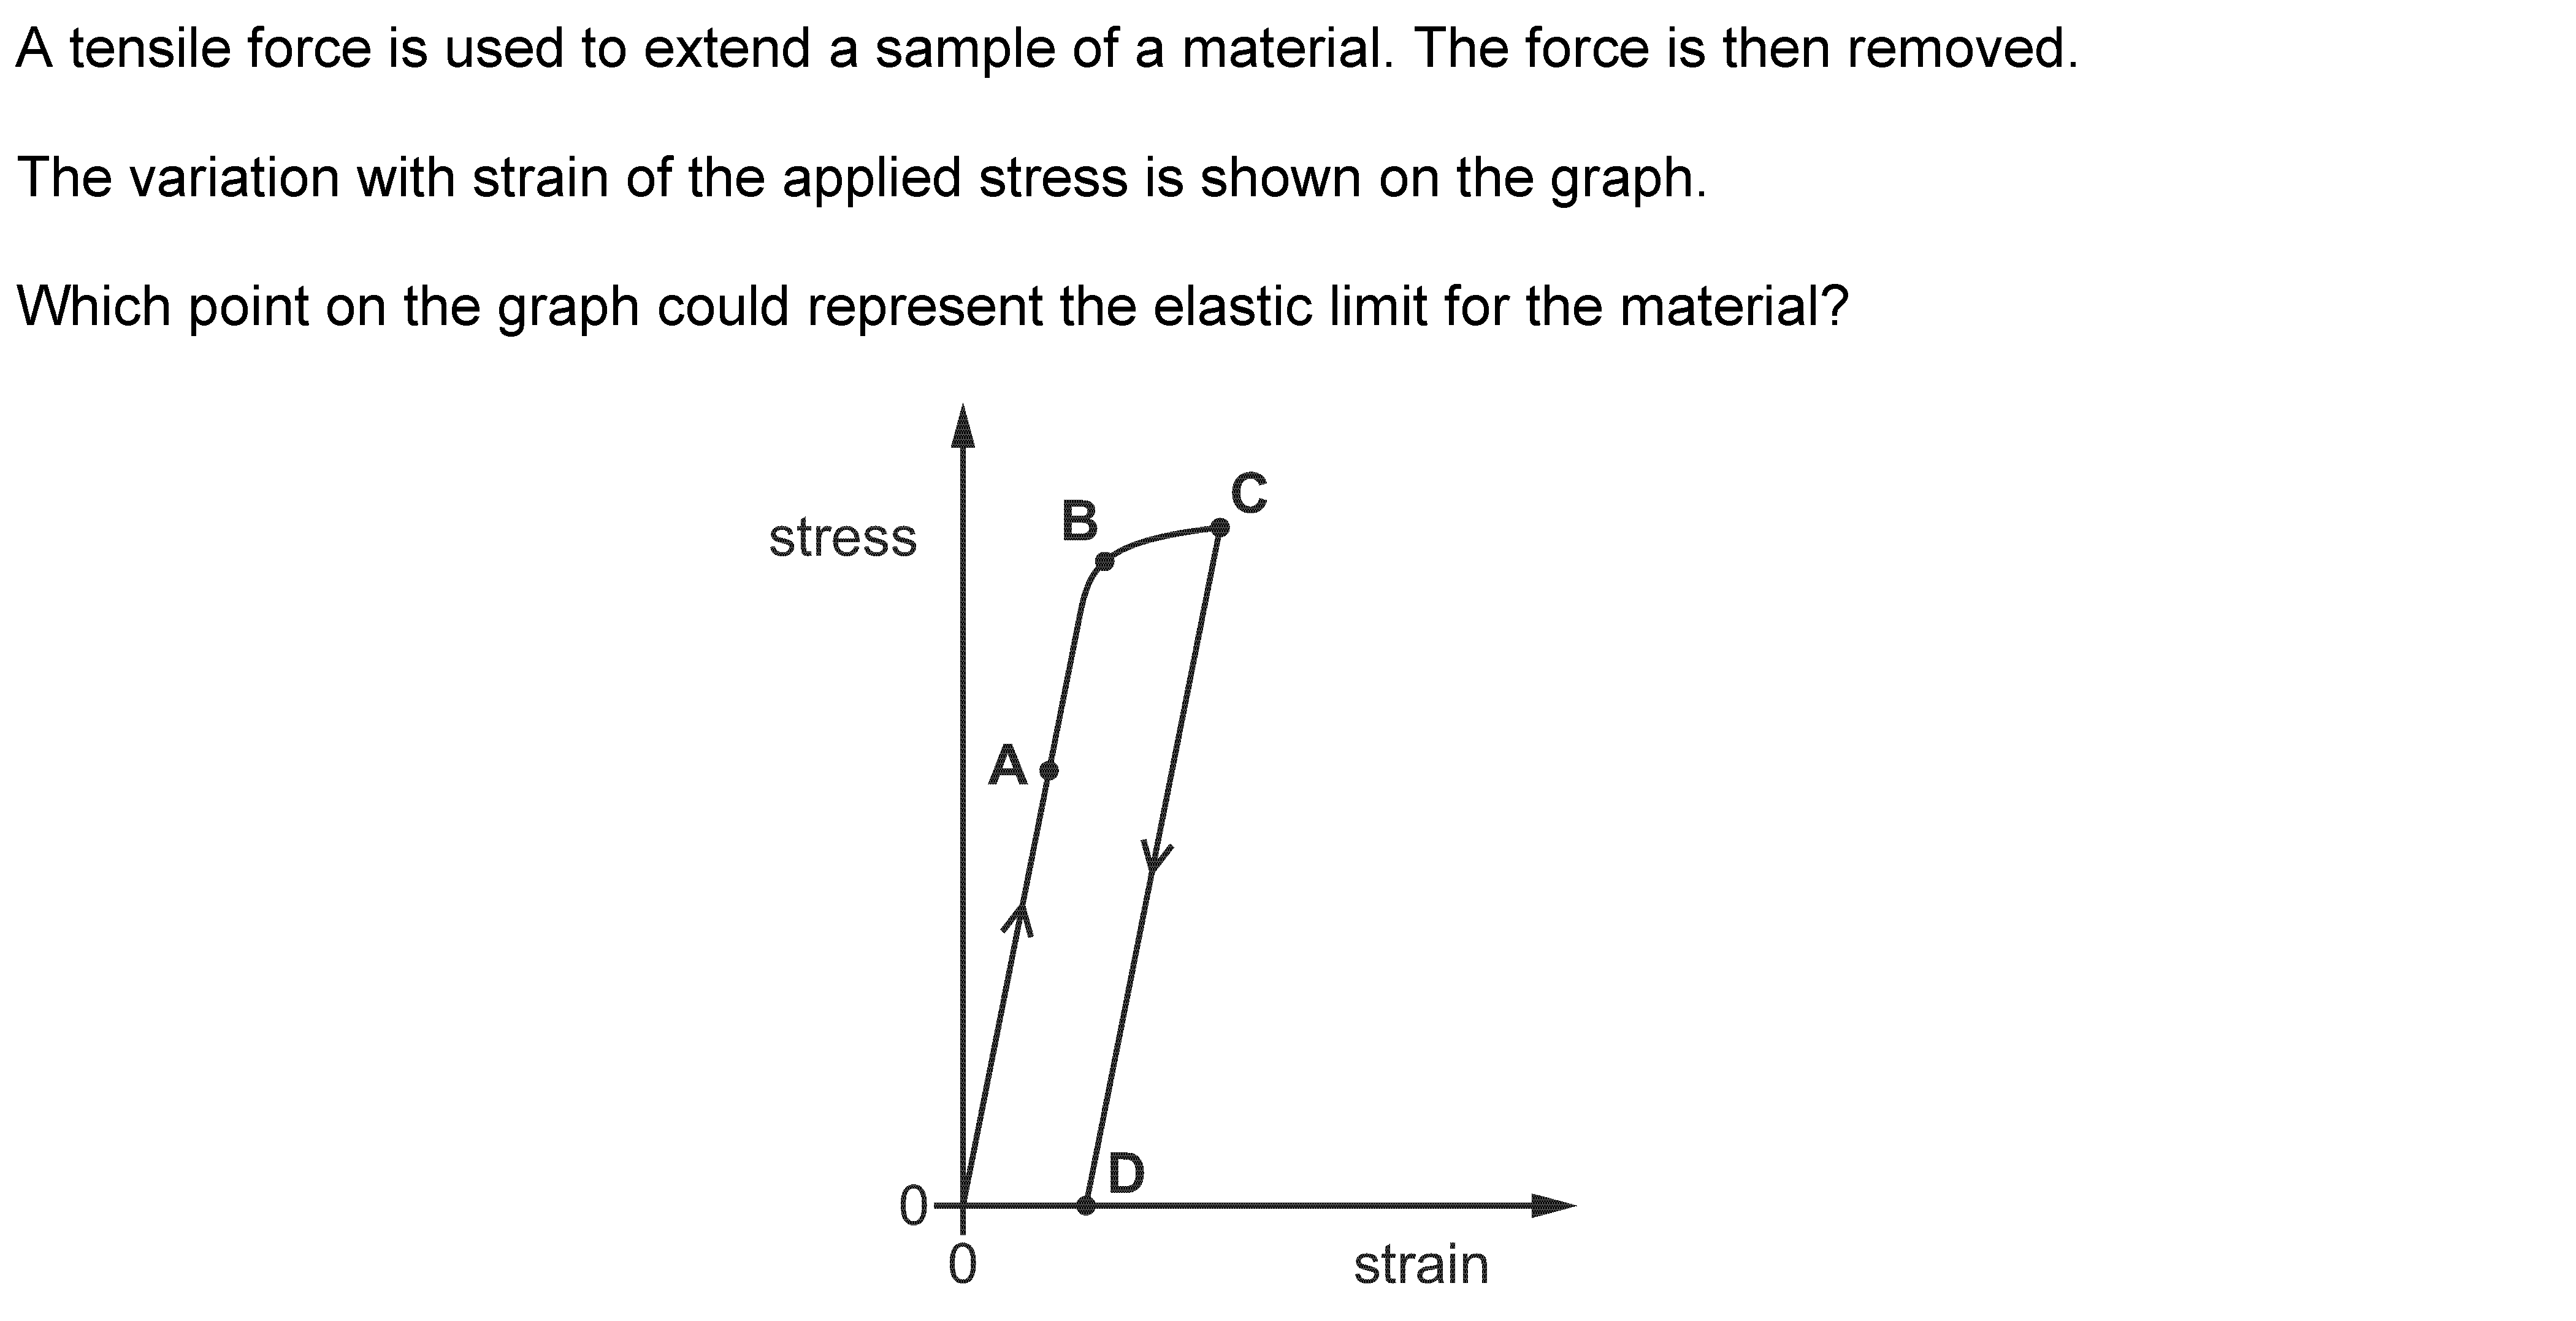 A tensile force is used to extend a sample of a material. The force is then removed.
The variation with strain of the applied stress is shown on the graph.
Which point on the graph could represent the elastic limit for the material?
C
B
stress
A
D
0
0
strain